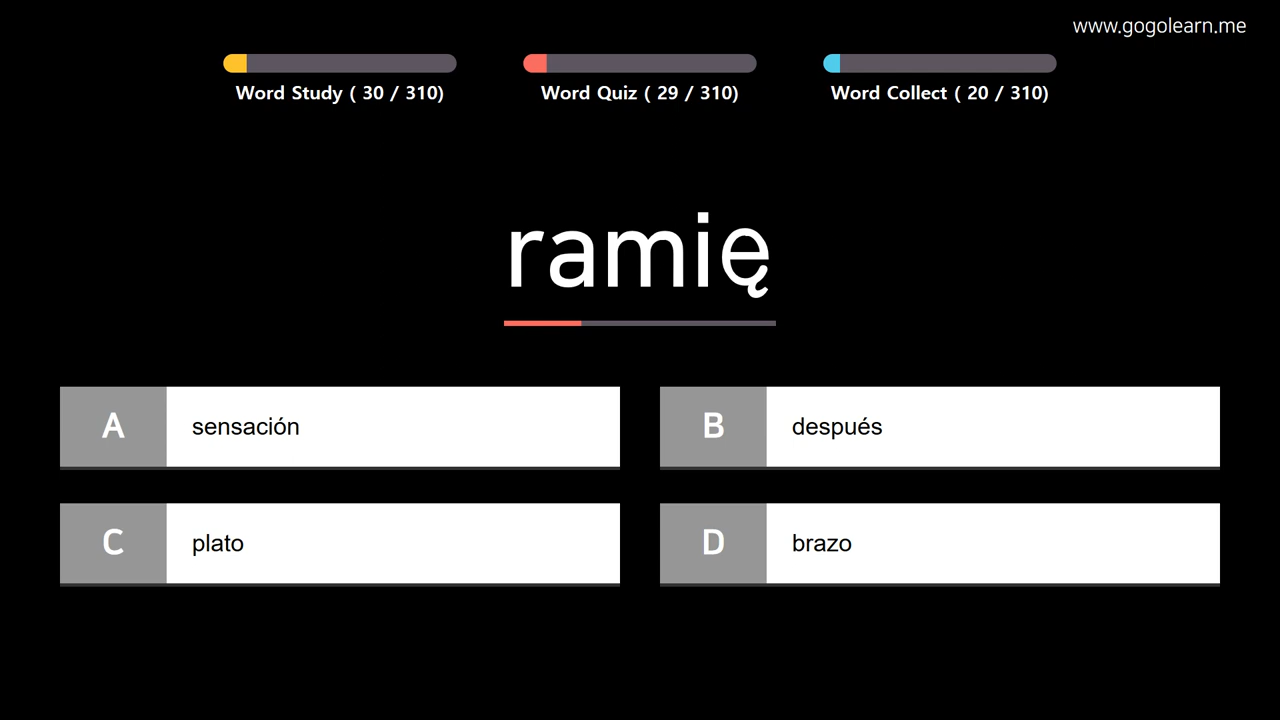 www.gogolearn.me
Word Study ( 30 / 310)
Word Quiz ( 29 / 310)
Word Collect ( 20 / 310)
ramię
A sensación
B después
C plato
D brazo